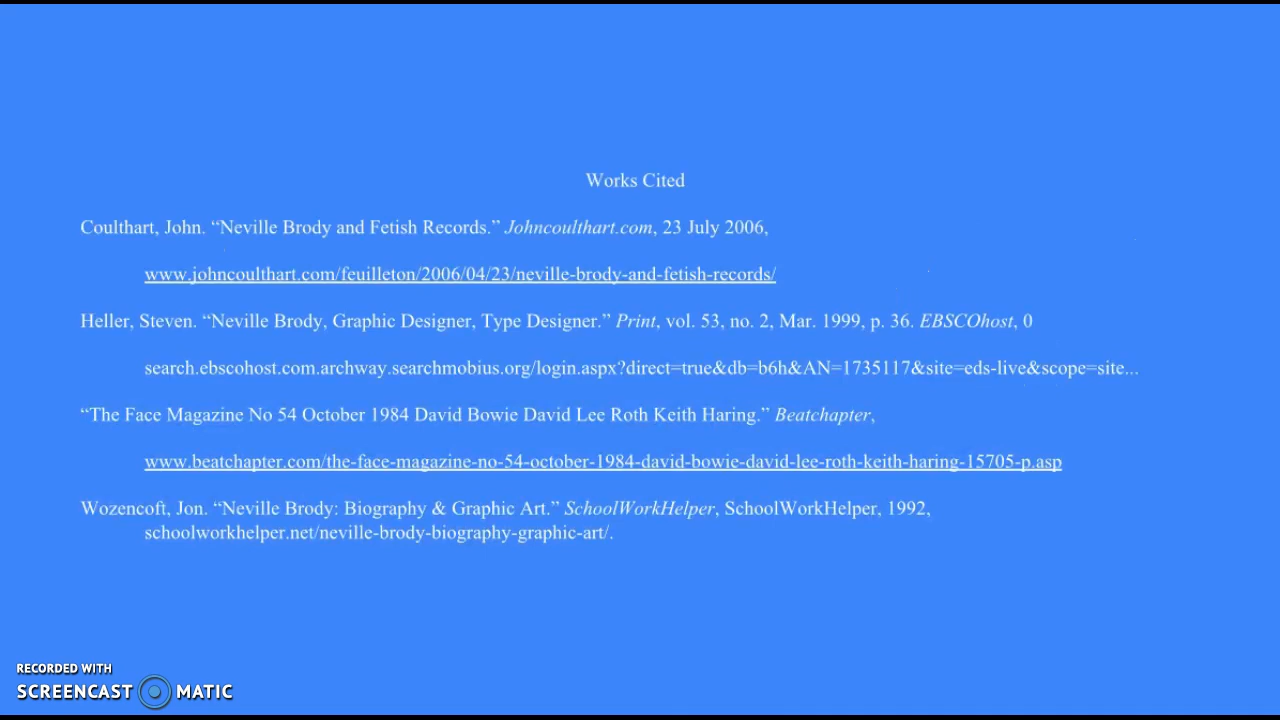 Works Cited
Coulthart, John. “Neville Brody and Fetish Records.” Johncoulthart.com, 23 July 2006,
www.johncoulthart.com/feuilleton/2006/04/23/neville-brody-and-fetish-records/
Heller, Steven. “Neville Brody, Graphic Designer, Type Designer.” Print, vol. 53, no. 2, Mar. 1999, p. 36. EBSCOhost, 0
search.ebscohost.com.archway.searchmobius.org/login.aspx?direct=true&db=b6h&AN=1735117&site=eds-live&scope=site...
“The Face Magazine No 54 October 1984 David Bowie David Lee Roth Keith Haring.” Beatchapter,
www.beatchapter.com/the-face-magazine-no-54-october-1984-david-bowie-david-lee-roth-keith-haring-15705-p.asp
Wozencoft, Jon. “Neville Brody: Biography & Graphic Art.” SchoolWorkHelper, SchoolWorkHelper, 1992,
schoolworkhelper.net/neville-brody-biography-graphic-art/.
RECORDED WITH
SCREENCAST MATIC